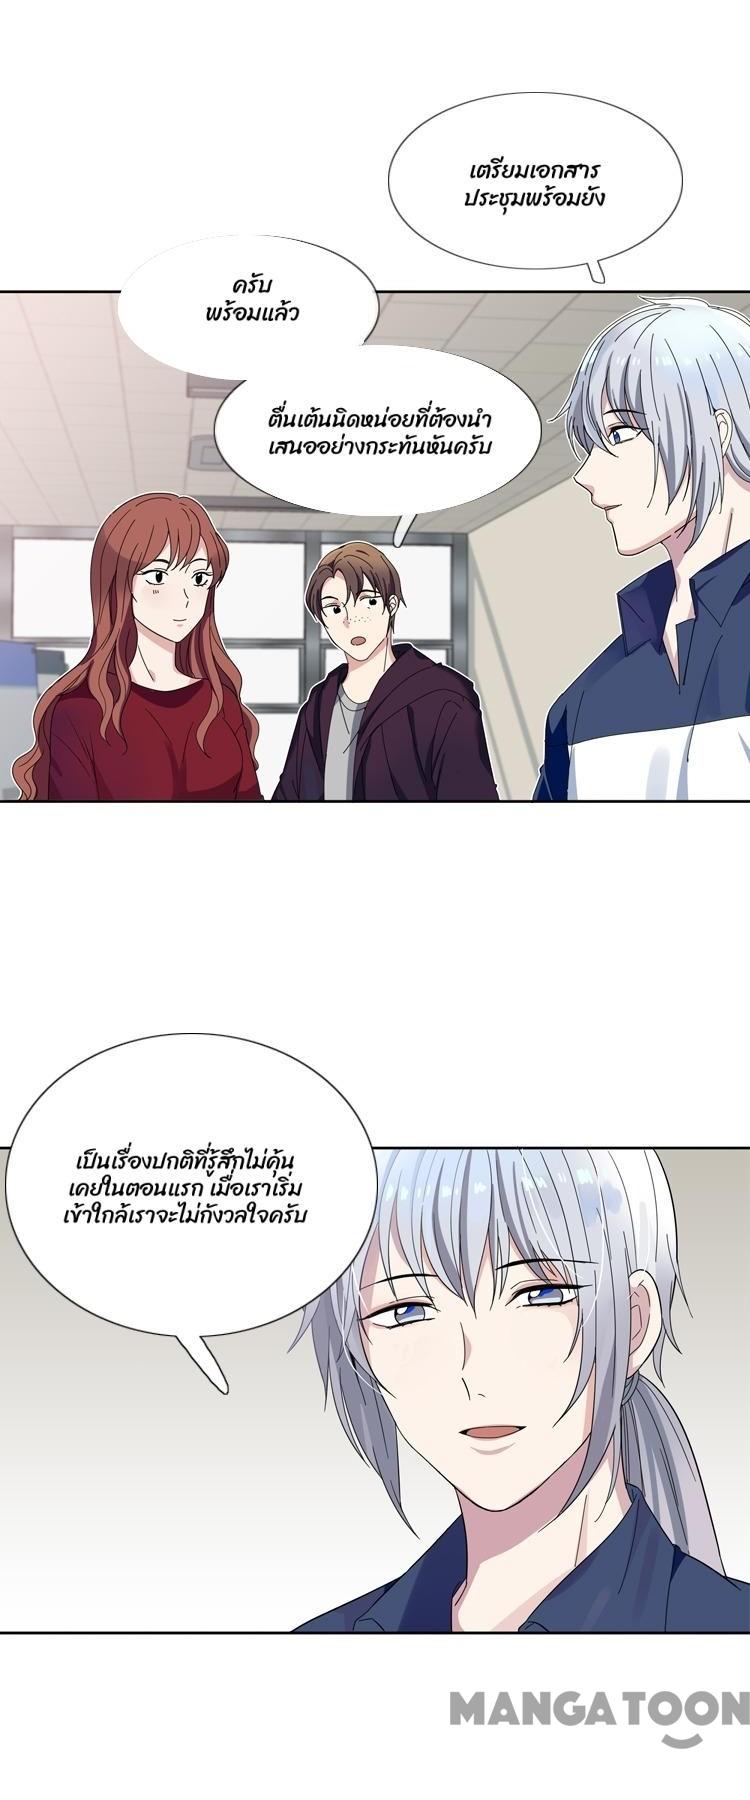 เตรียมเอกสาร
ประชุมพร้อมยัง
ครับ
พร้อมแล้ว
ตื่นเต้นนิดหน่อยที่ต้องนำ
เสนออย่างกระทันหันครับ
เป็นเรื่องปกติที่รู้สึกไม่คุ้น
เคยในตอนแรก เมื่อเราเริ่ม
เข้าใกล้เราจะไม่กังวลใจครับ
MANGATOON